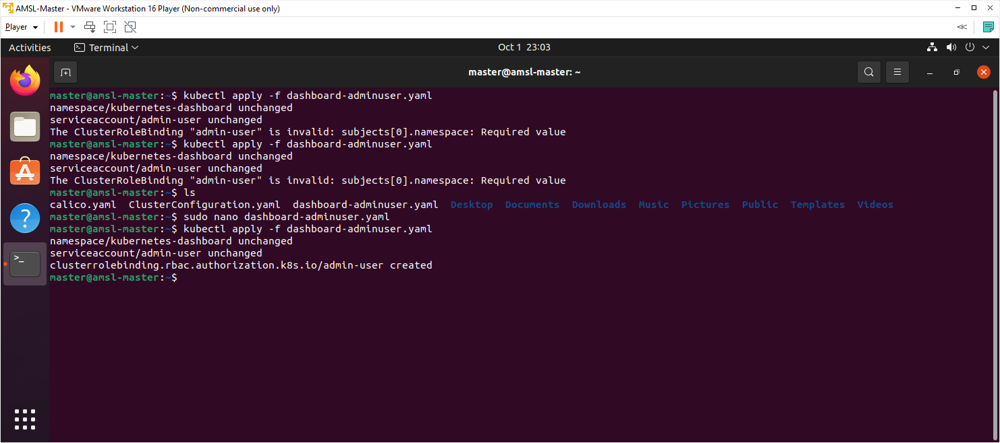 AMSL-Master - VMware Workstation 16 Player (Non-commercial use only)
Player
Activities Terminal Oct 1 23:03
master@amsl-master: ~
master@amsl-master:~$ kubectl apply -f dashboard-adminuser.yaml
namespace/kubernetes-dashboard unchanged
serviceaccount/admin-user unchanged
The ClusterRoleBinding "admin-user" is invalid: subjects[0].namespace: Required value
master@amsl-master:~$ kubectl apply -f dashboard-adminuser.yaml
namespace/kubernetes-dashboard unchanged
serviceaccount/admin-user unchanged
The ClusterRoleBinding "admin-user" is invalid: subjects[0].namespace: Required value
master@amsl-master:~$ ls
calico.yaml ClusterConfiguration.yaml dashboard-adminuser.yaml Desktop Documents Downloads Music Pictures Public Templates Videos
master@amsl-master:~$ sudo nano dashboard-adminuser.yaml
master@amsl-master:~$ kubectl apply -f dashboard-adminuser.yaml
namespace/kubernetes-dashboard unchanged
serviceaccount/admin-user unchanged
clusterrolebinding.rbac.authorization.k8s.io/admin-user created
master@amsl-master:~$